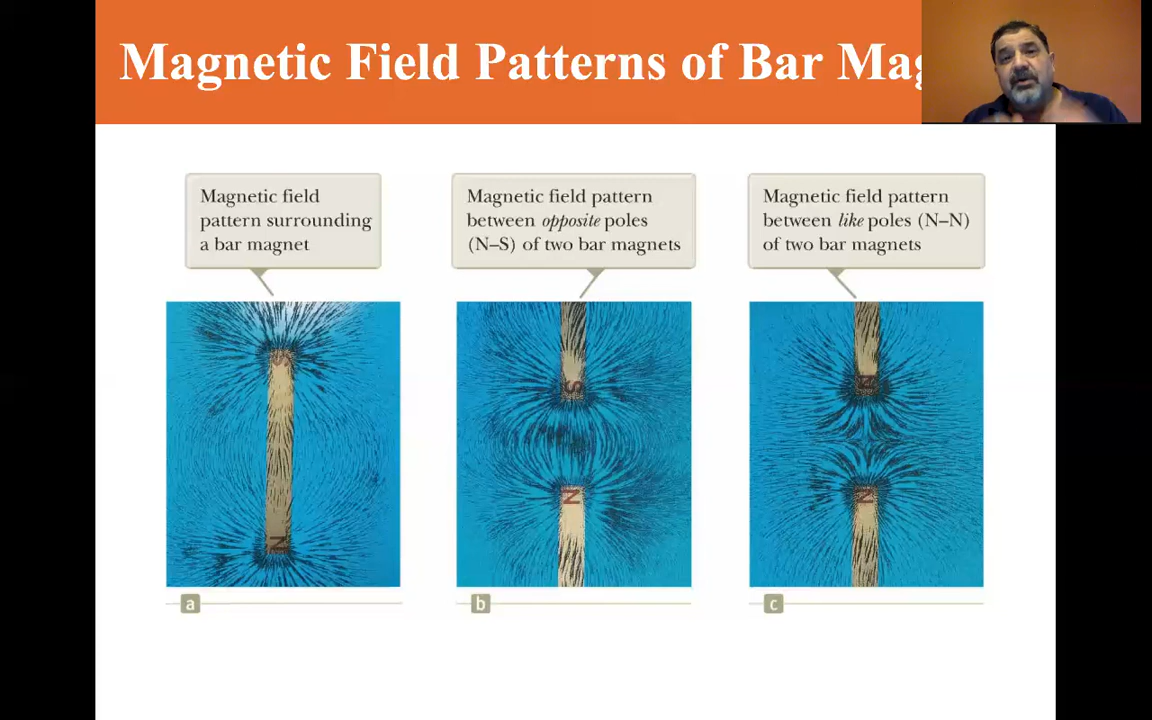 Magnetic Field Patterns of Bar Mag
Magnetic field
pattern surrounding
a bar magnet
Magnetic field pattern
between opposite poles
(N–S) of two bar magnets
Magnetic field pattern
between like poles (N–N)
of two bar magnets
S
N
S
N
N
N
a
b
c